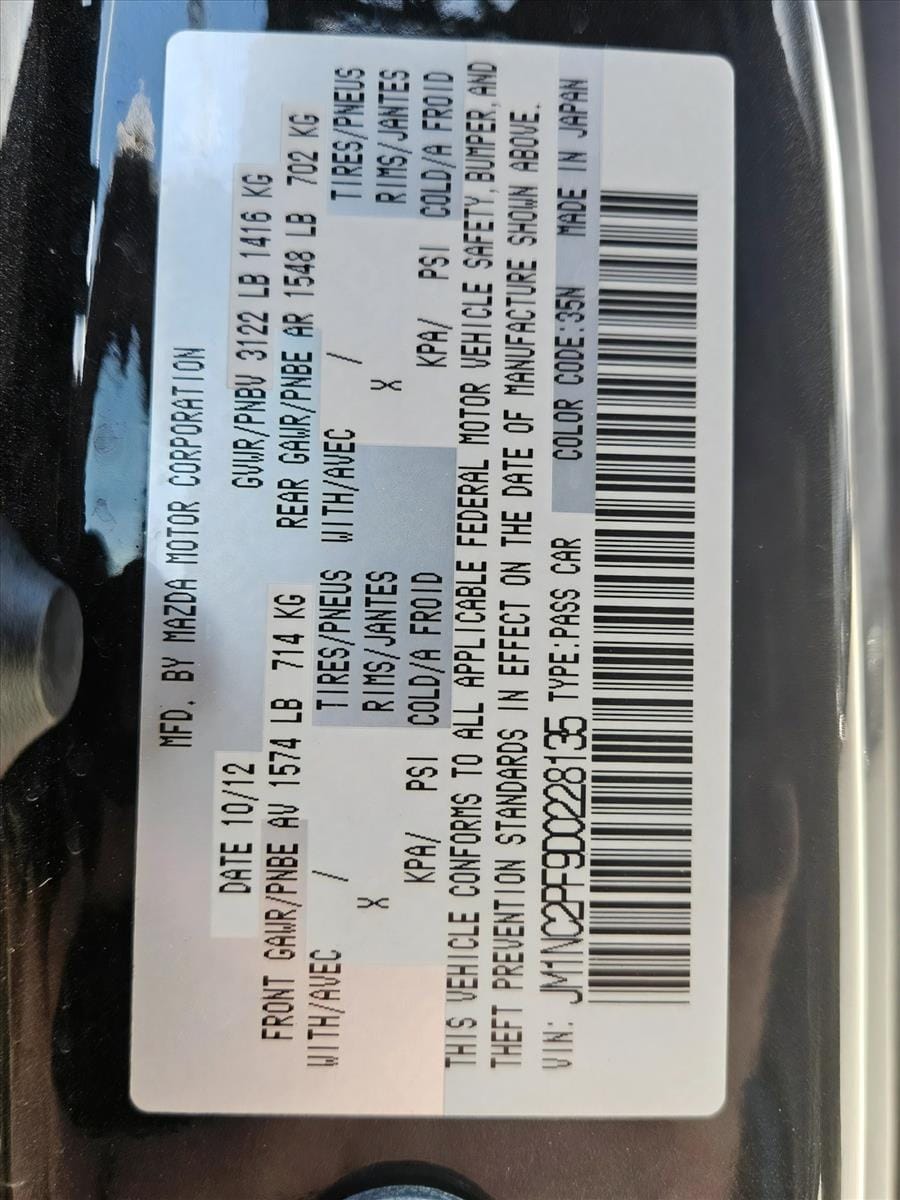 MFD. BY MAZDA MOTOR CORPORATION
DATE 10/12 GVWR/PNBV 3122 LB 1416 KG
FRONT GAWR/PNBE AV 1574 LB 714 KG REAR GAWR/PNBE AR 1548 LB 702 KG
WITH/AVEC / TIRES/PNEUS WITH/AVEC / TIRES/PNEUS
X RIMS/JANTES X RIMS/JANTES
KPA/ PSI COLD/A FROID KPA/ PSI COLD/A FROID
THIS VEHICLE CONFORMS TO ALL APPLICABLE FEDERAL MOTOR VEHICLE SAFETY, BUMPER, AND
THEFT PREVENTION STANDARDS IN EFFECT ON THE DATE OF MANUFACTURE SHOWN ABOVE.
VIN: JM1NC2PF9D0228135 TYPE:PASS CAR COLOR CODE:35N MADE IN JAPAN